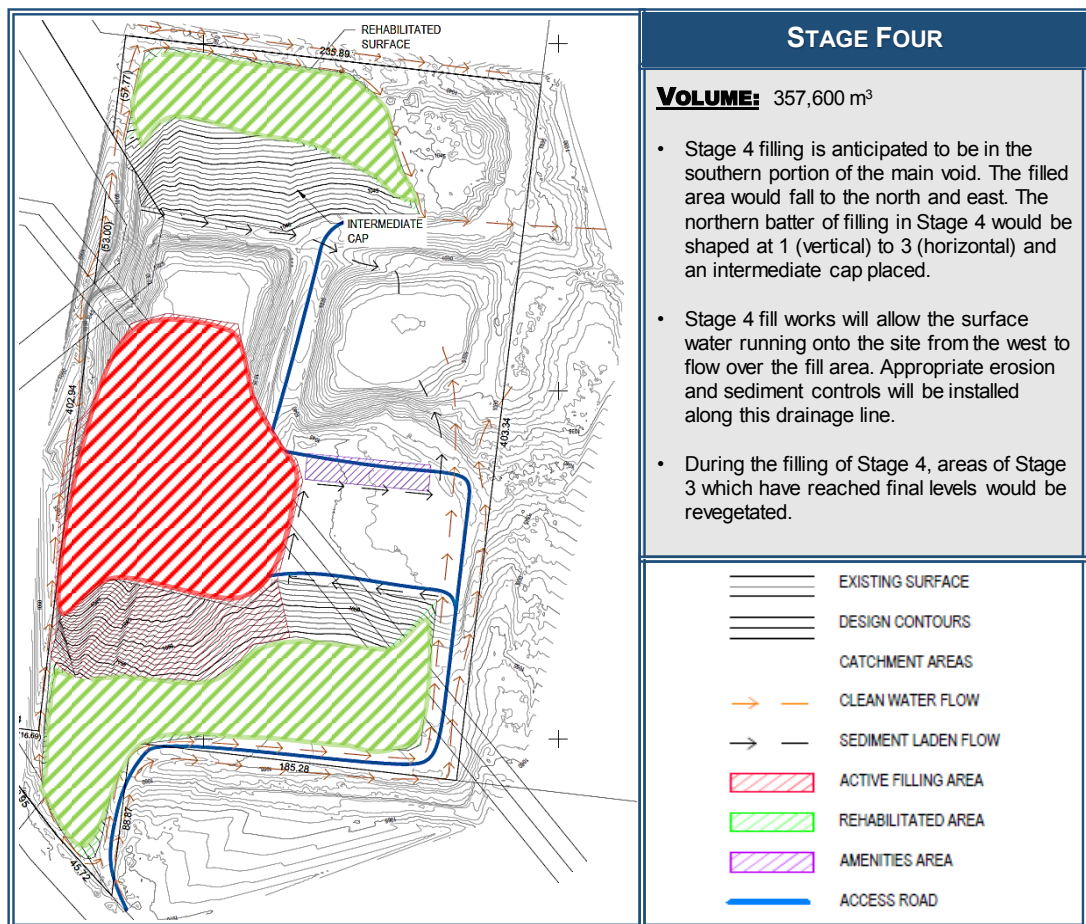 REHABILITATED
SURFACE
235.89
(57.77)
(53.00)
INTERMEDIATE
CAP
402.94
403.34
185.28
88.87
45.72
STAGE FOUR
VOLUME: 357,600 m³
• Stage 4 filling is anticipated to be in the
southern portion of the main void. The filled
area would fall to the north and east. The
northern batter of filling in Stage 4 would be
shaped at 1 (vertical) to 3 (horizontal) and
an intermediate cap placed.
• Stage 4 fill works will allow the surface
water running onto the site from the west to
flow over the fill area. Appropriate erosion
and sediment controls will be installed
along this drainage line.
• During the filling of Stage 4, areas of Stage
3 which have reached final levels would be
revegetated.
EXISTING SURFACE
DESIGN CONTOURS
CATCHMENT AREAS
CLEAN WATER FLOW
SEDIMENT LADEN FLOW
ACTIVE FILLING AREA
REHABILITATED AREA
AMENITIES AREA
ACCESS ROAD